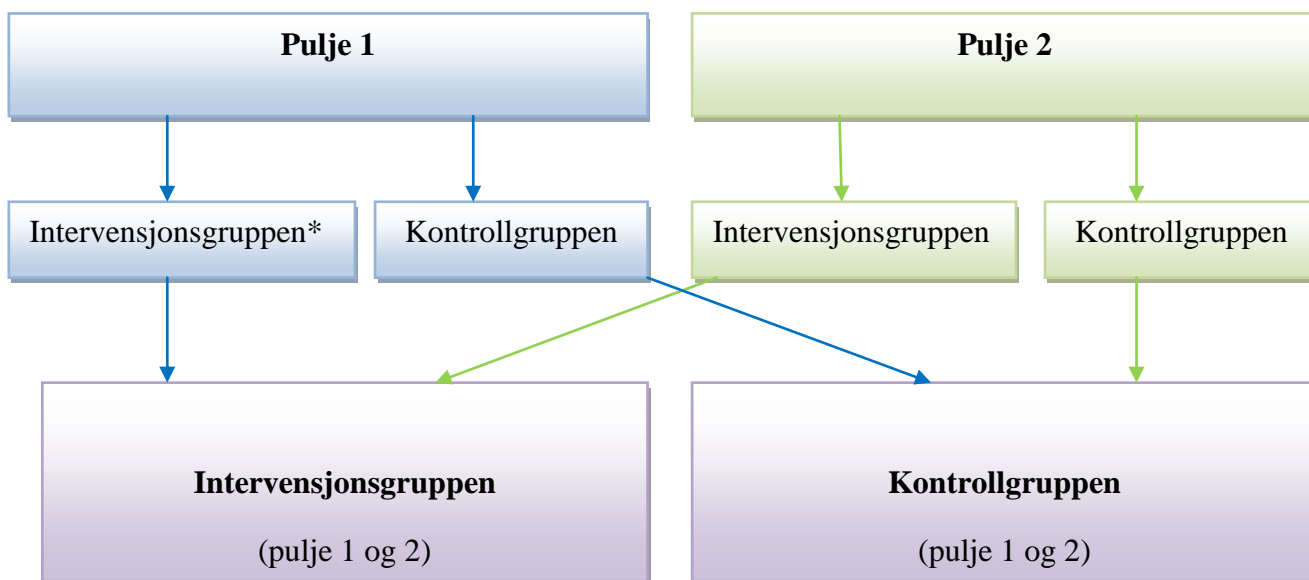 Pulje 1
Pulje 2
Intervensjonsgruppen*
Kontrollgruppen
Intervensjonsgruppen
Kontrollgruppen
Intervensjonsgruppen
(pulje 1 og 2)
Kontrollgruppen
(pulje 1 og 2)